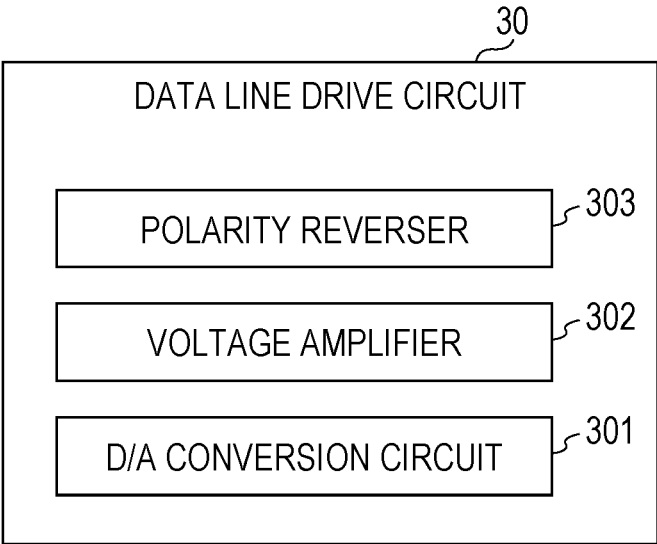 30
DATA LINE DRIVE CIRCUIT
POLARITY REVERSER
303
VOLTAGE AMPLIFIER
302
D/A CONVERSION CIRCUIT
301